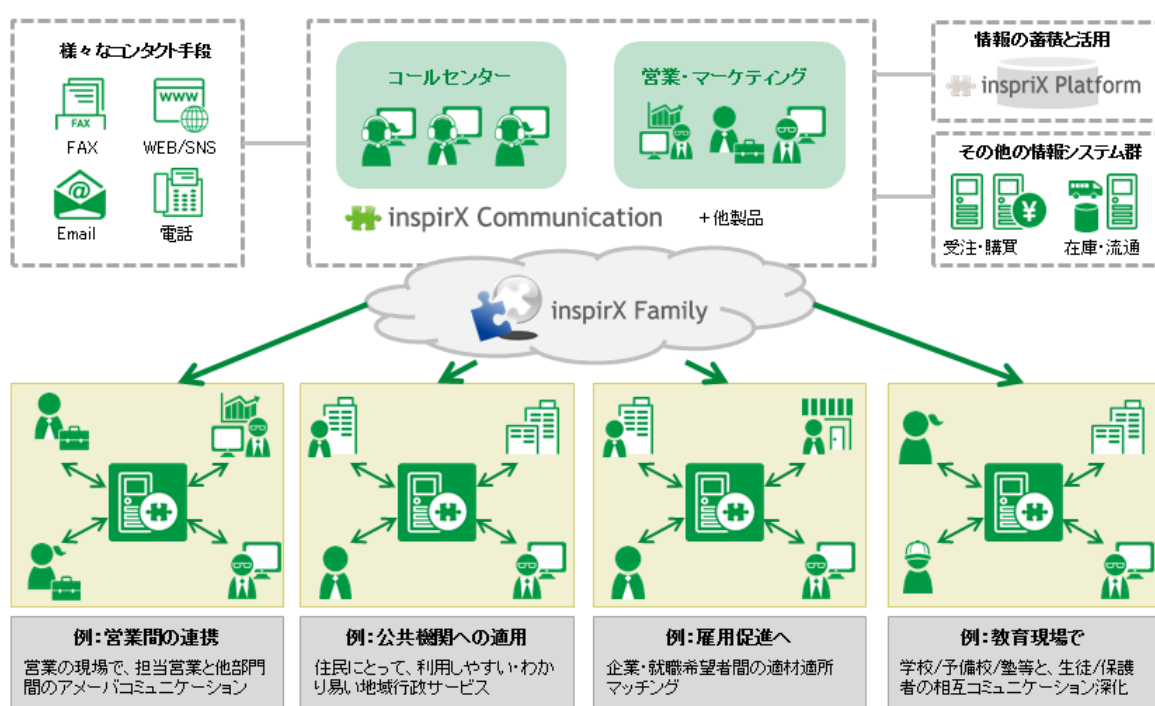 様々なコンタクト手段
FAX
FAX
WWW
WEB/SNS
@
Email
電話
コールセンター
営業・マーケティング
inspirX Communication
+他製品
情報の蓄積と活用
inspriX Platform
その他の情報システム群
¥
受注・購買
在庫・流通
inspirX Family
例:営業間の連携
営業の現場で、担当営業と他部門
間のアメーバコミュニケーション
例:公共機関への適用
住民にとって、利用しやすい・わか
り易い地域行政サービス
例:雇用促進へ
企業・就職希望者間の適材適所
マッチング
例:教育現場で
学校/予備校/塾等と、生徒/保護
者の相互コミュニケーション深化